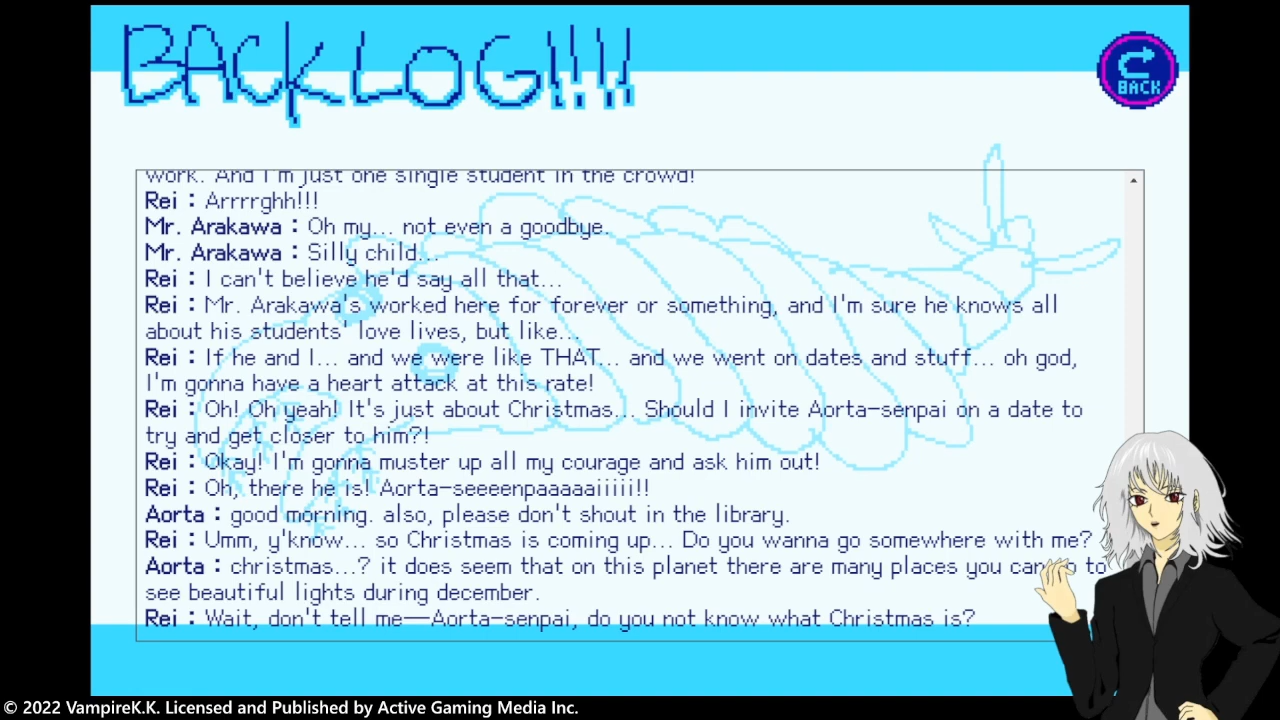 BACKLOG!!!!
BACK
work. And I'm just one single student in the crowd!
Rei : Arrrrghh!!!
Mr. Arakawa : Oh my... not even a goodbye.
Mr. Arakawa : Silly child...
Rei : I can't believe he'd say all that...
Rei : Mr. Arakawa's worked here for forever or something, and I'm sure he knows all
about his students' love lives, but like...
Rei : If he and I... and we were like THAT... and we went on dates and stuff... oh god,
I'm gonna have a heart attack at this rate!
Rei : Oh! Oh yeah! It's just about Christmas... Should I invite Aorta-senpai on a date to
try and get closer to him?!
Rei : Okay! I'm gonna muster up all my courage and ask him out!
Rei : Oh, there he is! Aorta-seeeenpaaaaaiiiii!!
Aorta : good morning. also, please don't shout in the library.
Rei : Umm, y'know... so Christmas is coming up... Do you wanna go somewhere with me?
Aorta : christmas...? it does seem that on this planet there are many places you can to
see beautiful lights during december.
Rei : Wait, don't tell me——Aorta-senpai, do you not know what Christmas is?
© 2022 VampireK.K. Licensed and Published by Active Gaming Media Inc.